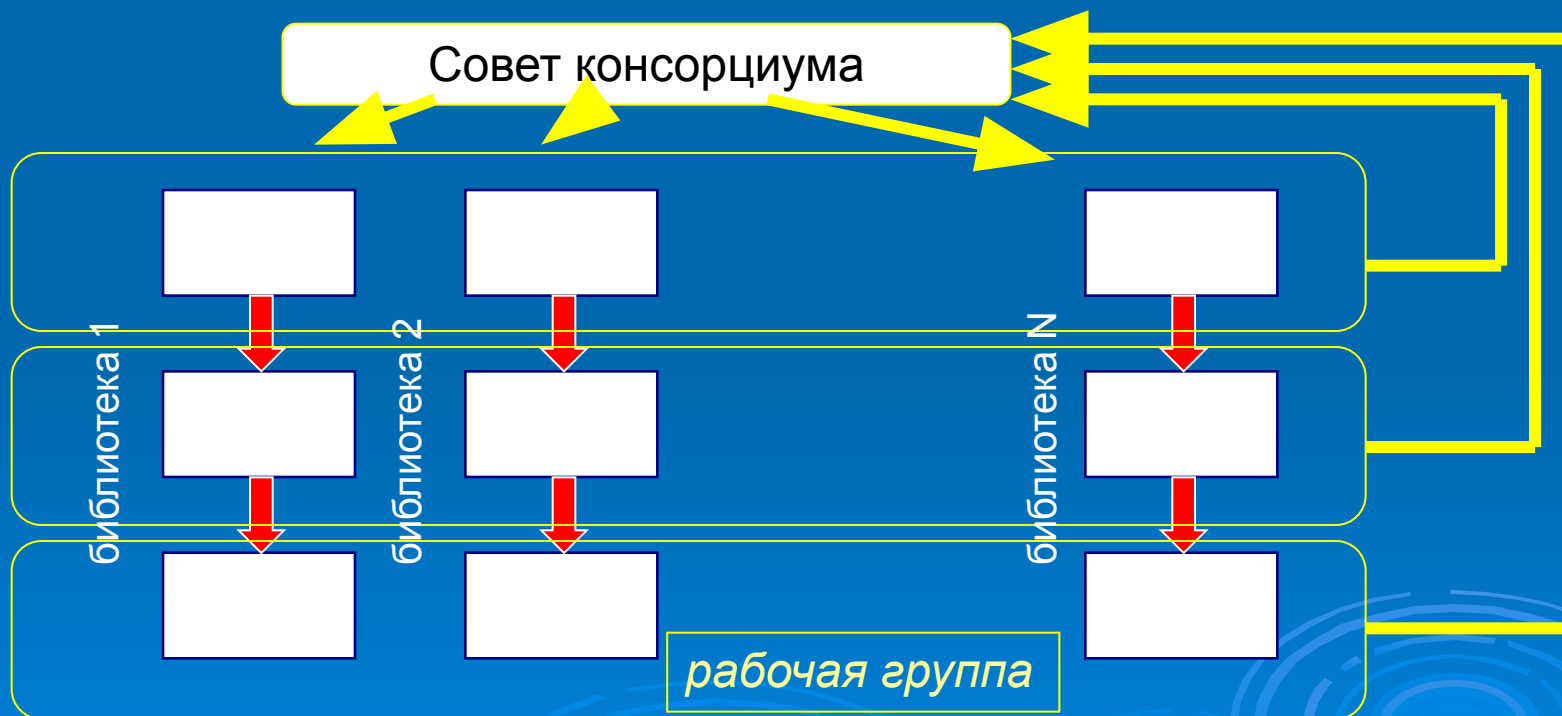 Совет консорциума
библиотека 1
библиотека 2
библиотека N
рабочая группа